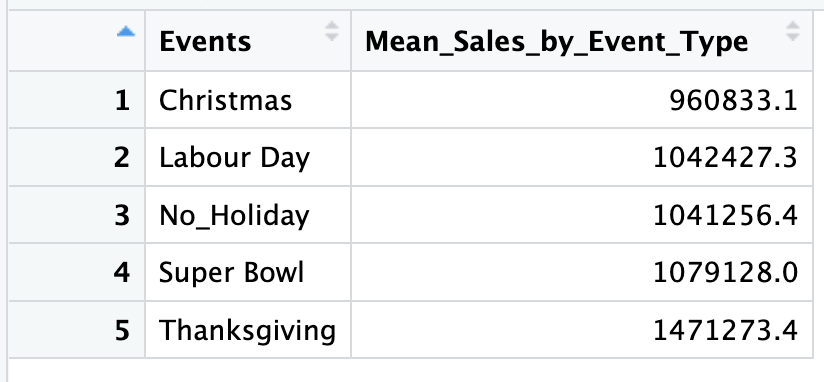 Events Mean_Sales_by_Event_Type
1 Christmas 960833.1
2 Labour Day 1042427.3
3 No_Holiday 1041256.4
4 Super Bowl 1079128.0
5 Thanksgiving 1471273.4